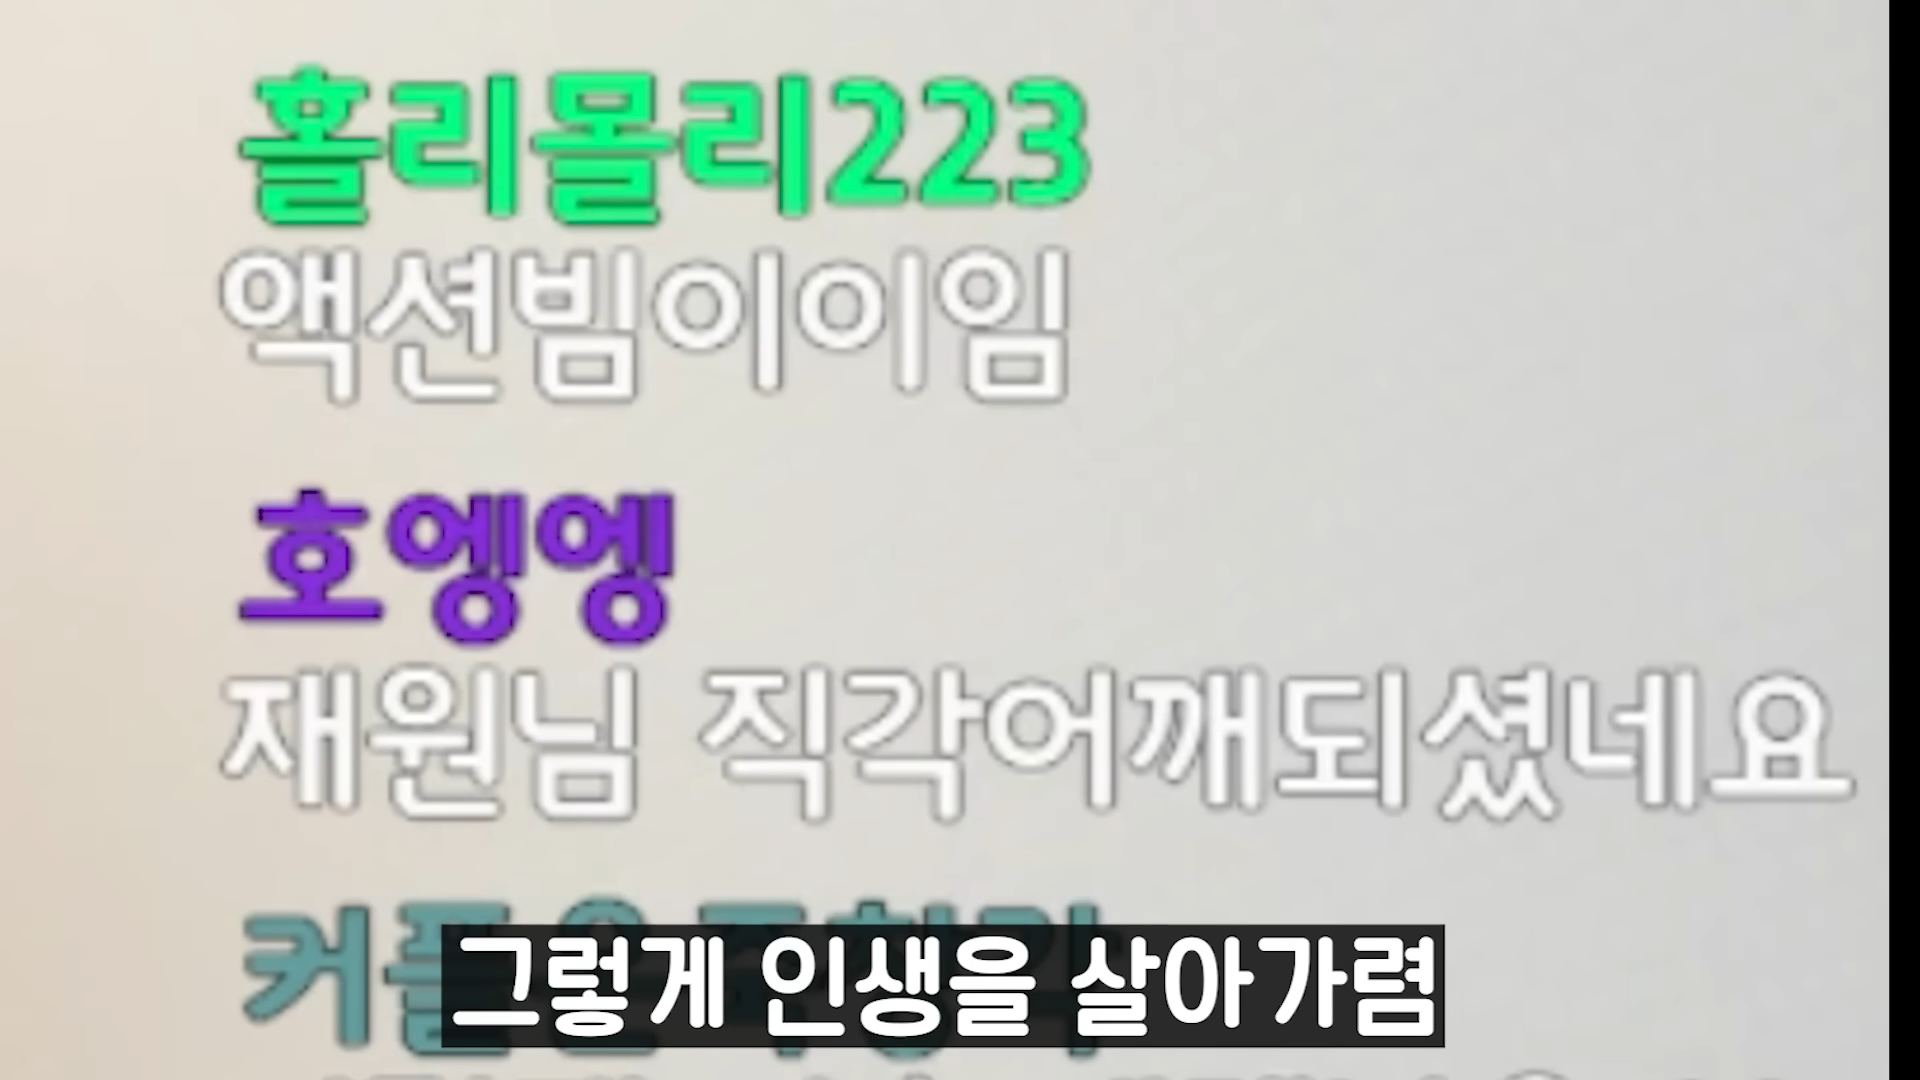 홀리몰리223
액션빔이이임
호엥엥
재원님 직각어깨되셨네요
그렇게 인생을 살아가렴